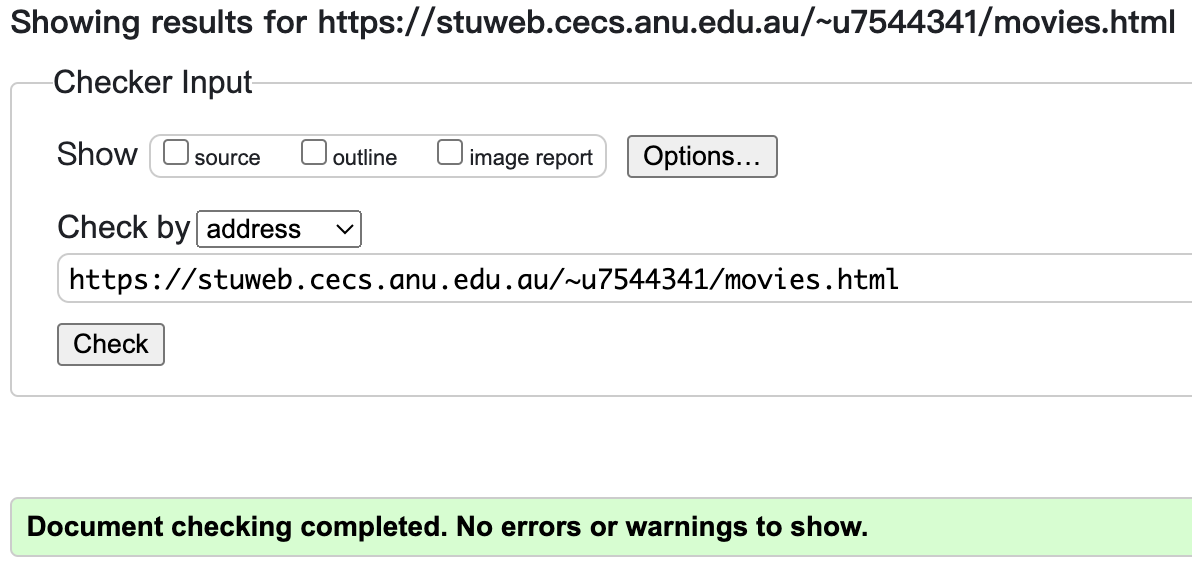 Showing results for https://stuweb.cecs.anu.edu.au/~u7544341/movies.html
Checker Input
Show source outline image report Options…
Check by address
https://stuweb.cecs.anu.edu.au/~u7544341/movies.html
Check
Document checking completed. No errors or warnings to show.